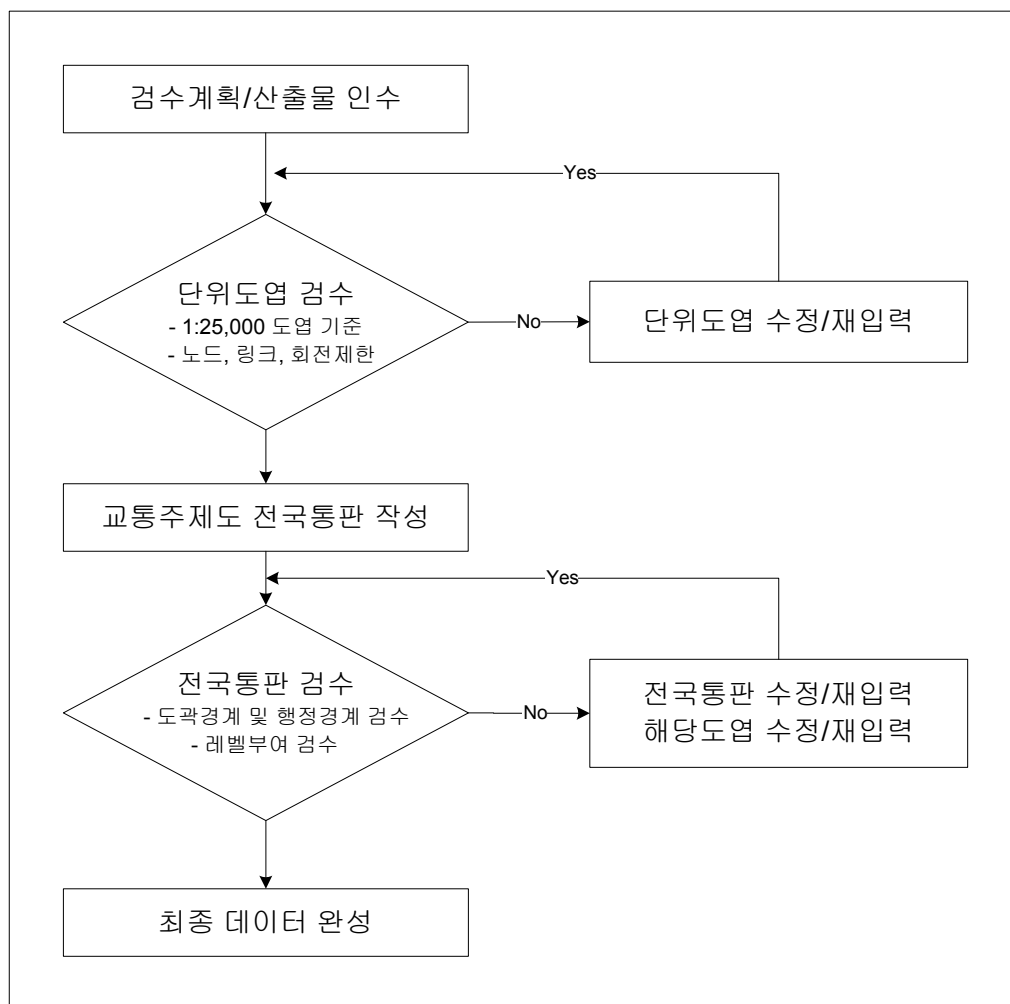 검수계획/산출물 인수
Yes
단위도엽 검수
- 1:25,000 도엽 기준
- 노드, 링크, 회전제한
No
단위도엽 수정/재입력
교통주제도 전국통판 작성
Yes
전국통판 검수
- 도곽경계 및 행정경계 검수
- 레벨부여 검수
No
전국통판 수정/재입력
해당도엽 수정/재입력
최종 데이터 완성